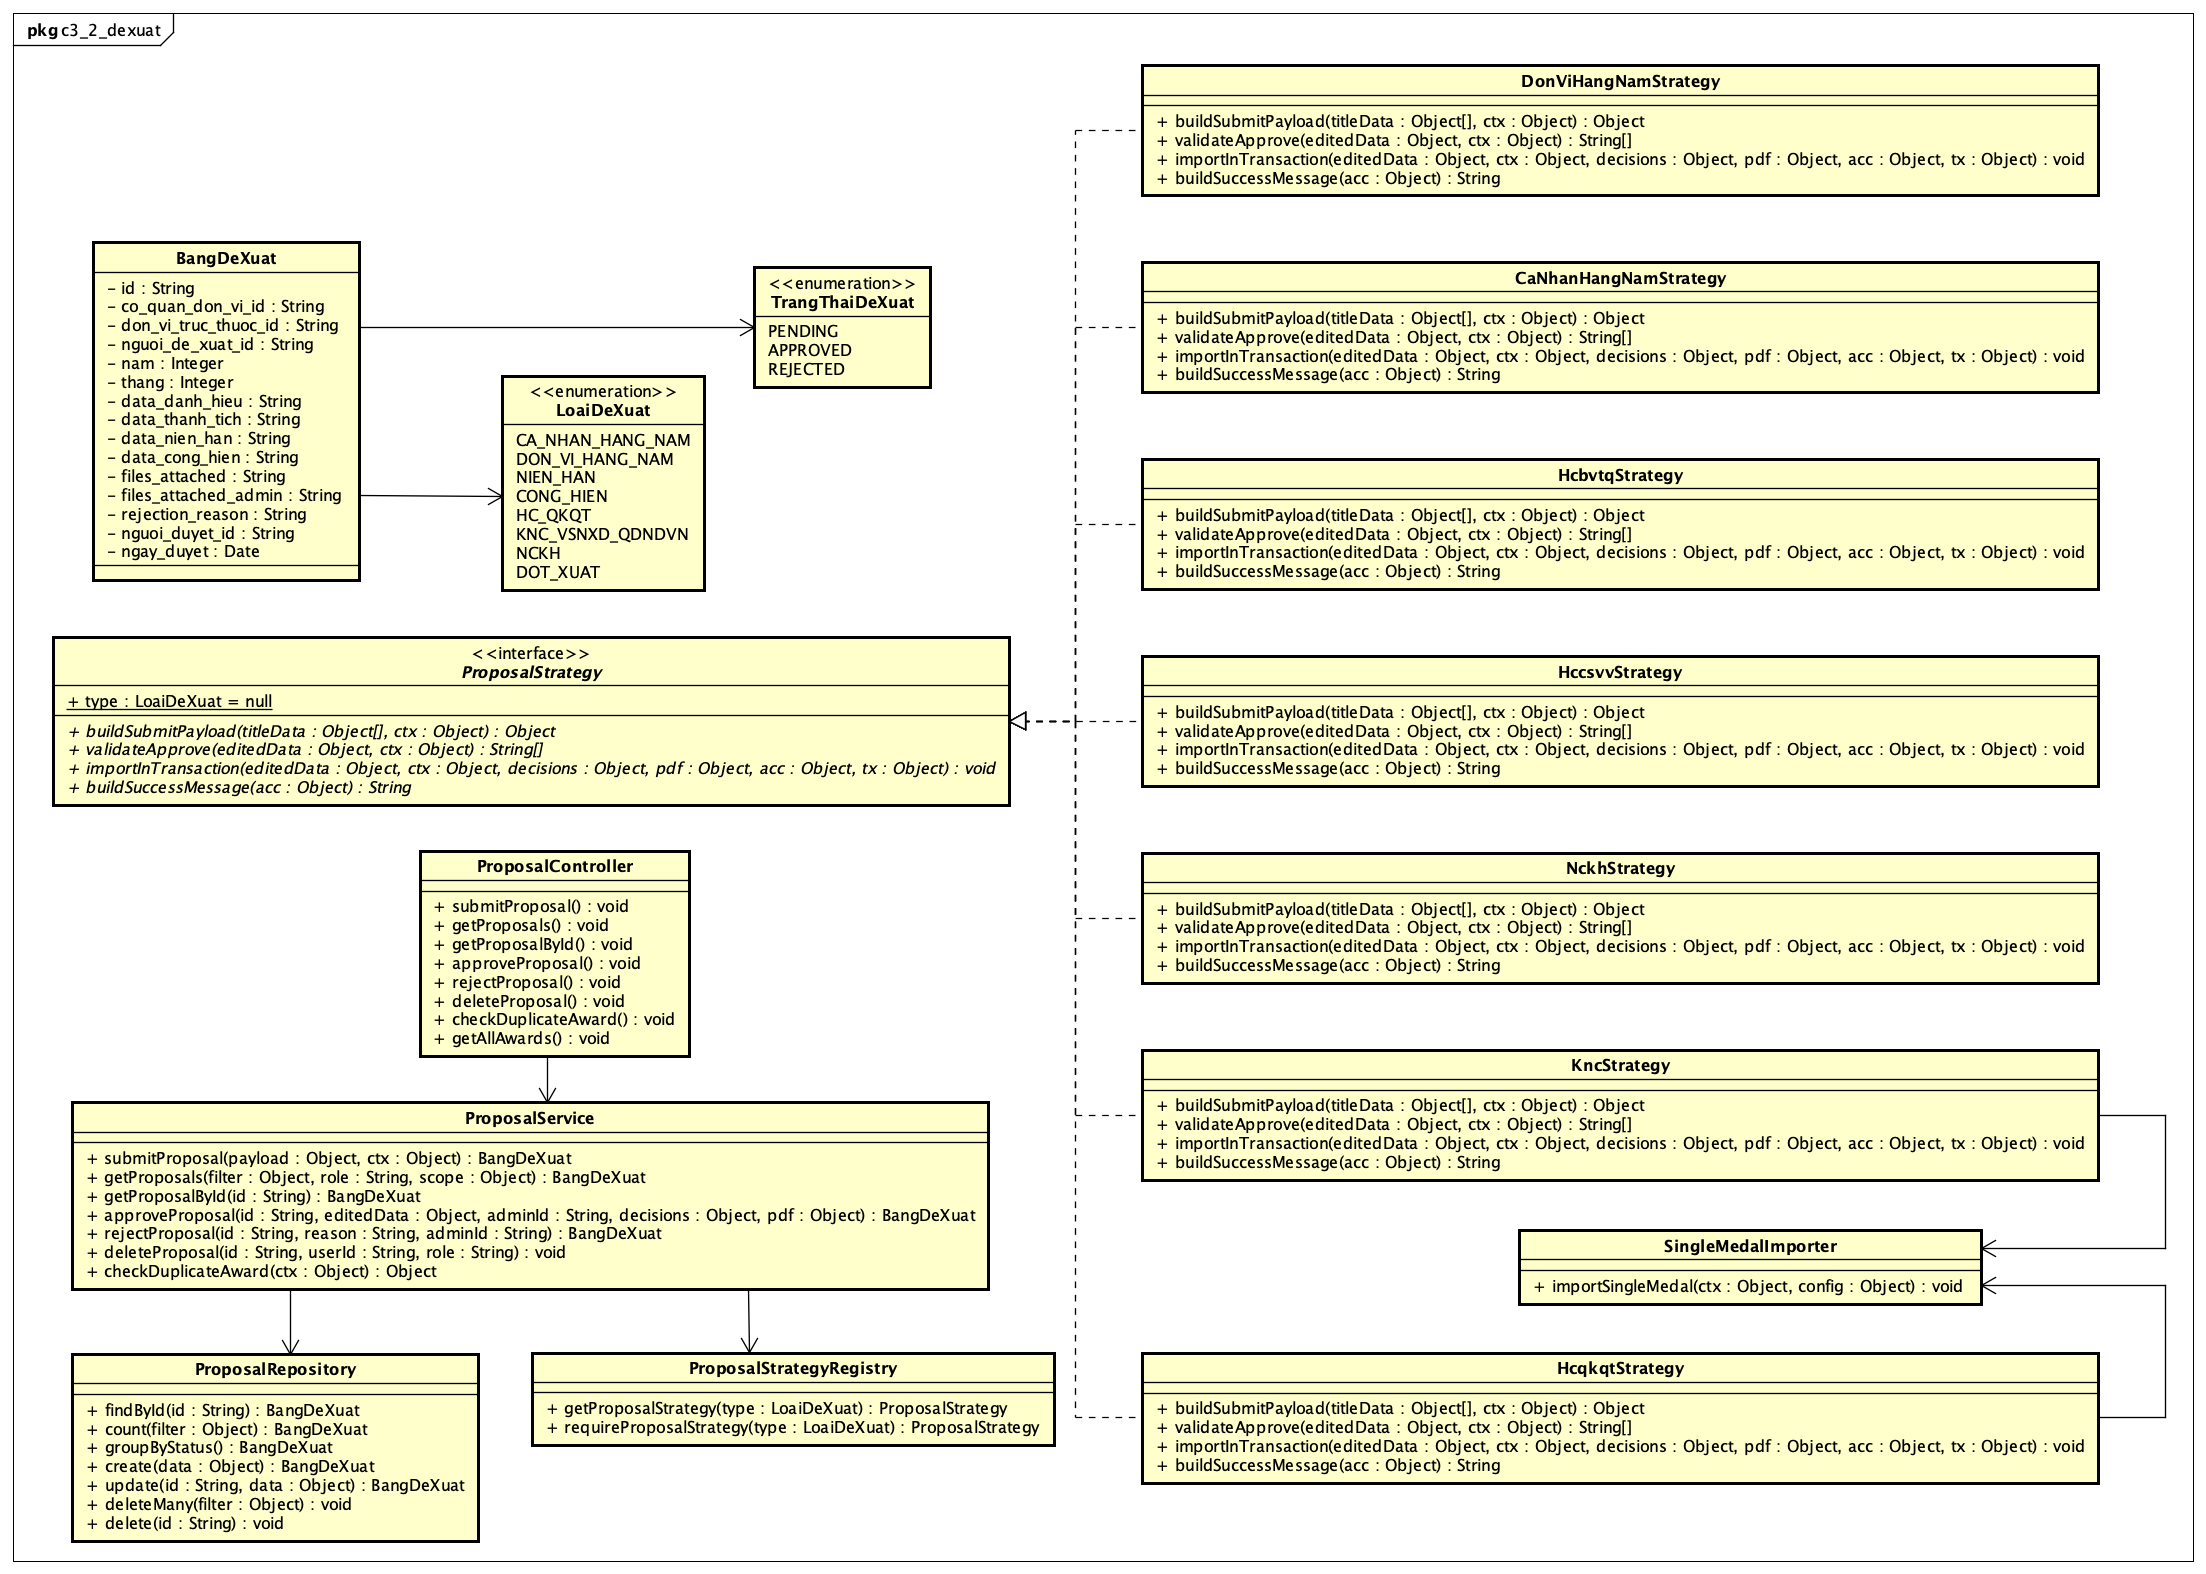 pkg c3_2_dexuat
DonViHangNamStrategy
+ buildSubmitPayload(titleData : Object[], ctx : Object) : Object
+ validateApprove(editedData : Object, ctx : Object) : String[]
+ importInTransaction(editedData : Object, ctx : Object, decisions : Object, pdf : Object, acc : Object, tx : Object) : void
+ buildSuccessMessage(acc : Object) : String
BangDeXuat
- id : String
- co_quan_don_vi_id : String
- don_vi_truc_thuoc_id : String
- nguoi_de_xuat_id : String
- nam : Integer
- thang : Integer
- data_danh_hieu : String
- data_thanh_tich : String
- data_nien_han : String
- data_cong_hien : String
- files_attached : String
- files_attached_admin : String
- rejection_reason : String
- nguoi_duyet_id : String
- ngay_duyet : Date
<<enumeration>>
TrangThaiDeXuat
PENDING
APPROVED
REJECTED
<<enumeration>>
LoaiDeXuat
CA_NHAN_HANG_NAM
DON_VI_HANG_NAM
NIEN_HAN
CONG_HIEN
HC_QKQT
KNC_VSNXD_QDNDVN
NCKH
DOT_XUAT
CaNhanHangNamStrategy
+ buildSubmitPayload(titleData : Object[], ctx : Object) : Object
+ validateApprove(editedData : Object, ctx : Object) : String[]
+ importInTransaction(editedData : Object, ctx : Object, decisions : Object, pdf : Object, acc : Object, tx : Object) : void
+ buildSuccessMessage(acc : Object) : String
HcbvtqStrategy
+ buildSubmitPayload(titleData : Object[], ctx : Object) : Object
+ validateApprove(editedData : Object, ctx : Object) : String[]
+ importInTransaction(editedData : Object, ctx : Object, decisions : Object, pdf : Object, acc : Object, tx : Object) : void
+ buildSuccessMessage(acc : Object) : String
<<interface>>
ProposalStrategy
+ type : LoaiDeXuat = null
+ buildSubmitPayload(titleData : Object[], ctx : Object) : Object
+ validateApprove(editedData : Object, ctx : Object) : String[]
+ importInTransaction(editedData : Object, ctx : Object, decisions : Object, pdf : Object, acc : Object, tx : Object) : void
+ buildSuccessMessage(acc : Object) : String
HccsvvStrategy
+ buildSubmitPayload(titleData : Object[], ctx : Object) : Object
+ validateApprove(editedData : Object, ctx : Object) : String[]
+ importInTransaction(editedData : Object, ctx : Object, decisions : Object, pdf : Object, acc : Object, tx : Object) : void
+ buildSuccessMessage(acc : Object) : String
ProposalController
+ submitProposal() : void
+ getProposals() : void
+ getProposalById() : void
+ approveProposal() : void
+ rejectProposal() : void
+ deleteProposal() : void
+ checkDuplicateAward() : void
+ getAllAwards() : void
NckhStrategy
+ buildSubmitPayload(titleData : Object[], ctx : Object) : Object
+ validateApprove(editedData : Object, ctx : Object) : String[]
+ importInTransaction(editedData : Object, ctx : Object, decisions : Object, pdf : Object, acc : Object, tx : Object) : void
+ buildSuccessMessage(acc : Object) : String
ProposalService
+ submitProposal(payload : Object, ctx : Object) : BangDeXuat
+ getProposals(filter : Object, role : String, scope : Object) : BangDeXuat
+ getProposalById(id : String) : BangDeXuat
+ approveProposal(id : String, editedData : Object, adminId : String, decisions : Object, pdf : Object) : BangDeXuat
+ rejectProposal(id : String, reason : String, adminId : String) : BangDeXuat
+ deleteProposal(id : String, userId : String, role : String) : void
+ checkDuplicateAward(ctx : Object) : Object
KncStrategy
+ buildSubmitPayload(titleData : Object[], ctx : Object) : Object
+ validateApprove(editedData : Object, ctx : Object) : String[]
+ importInTransaction(editedData : Object, ctx : Object, decisions : Object, pdf : Object, acc : Object, tx : Object) : void
+ buildSuccessMessage(acc : Object) : String
SingleMedalImporter
+ importSingleMedal(ctx : Object, config : Object) : void
ProposalRepository
+ findById(id : String) : BangDeXuat
+ count(filter : Object) : BangDeXuat
+ groupByStatus() : BangDeXuat
+ create(data : Object) : BangDeXuat
+ update(id : String, data : Object) : BangDeXuat
+ deleteMany(filter : Object) : void
+ delete(id : String) : void
ProposalStrategyRegistry
+ getProposalStrategy(type : LoaiDeXuat) : ProposalStrategy
+ requireProposalStrategy(type : LoaiDeXuat) : ProposalStrategy
HcqkqtStrategy
+ buildSubmitPayload(titleData : Object[], ctx : Object) : Object
+ validateApprove(editedData : Object, ctx : Object) : String[]
+ importInTransaction(editedData : Object, ctx : Object, decisions : Object, pdf : Object, acc : Object, tx : Object) : void
+ buildSuccessMessage(acc : Object) : String